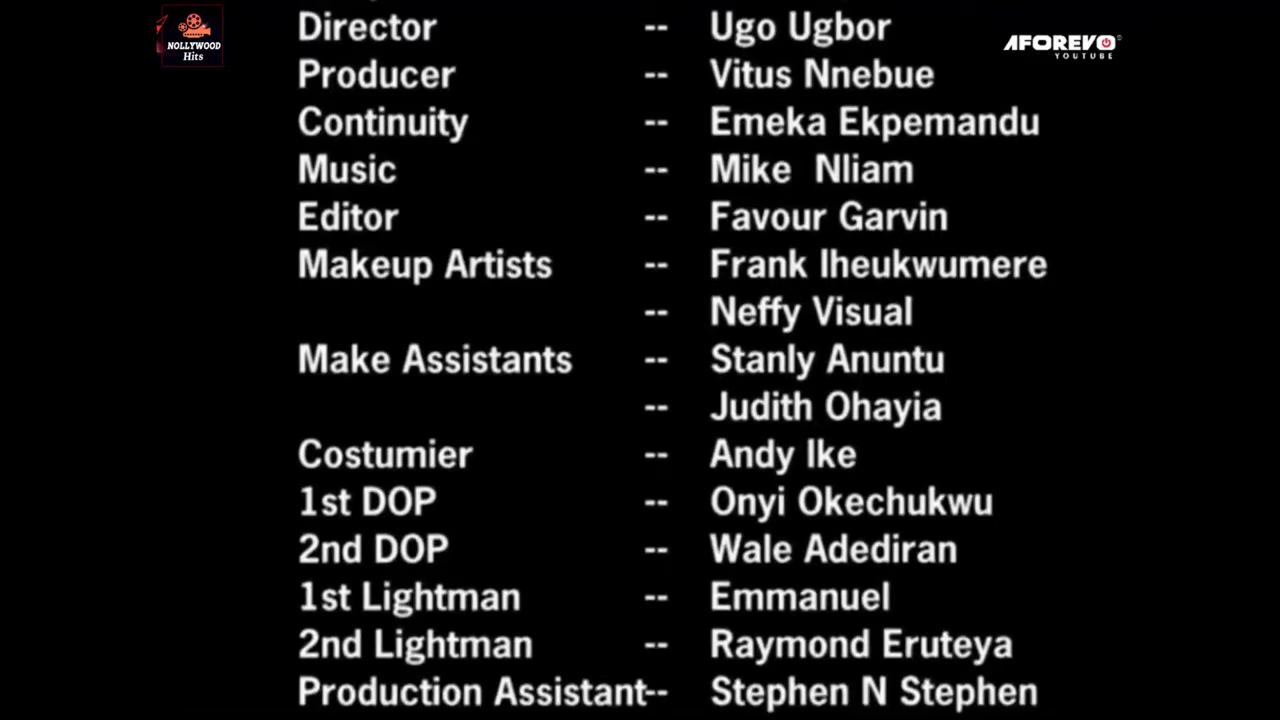 NOLLYWOOD
Hits
AFOREVO
YOUTUBE
Director -- Ugo Ugbor
Producer -- Vitus Nnebue
Continuity -- Emeka Ekpemandu
Music -- Mike Nliam
Editor -- Favour Garvin
Makeup Artists -- Frank Iheukwumere
-- Neffy Visual
Make Assistants -- Stanly Anuntu
-- Judith Ohayia
Costumier -- Andy Ike
1st DOP -- Onyi Okechukwu
2nd DOP -- Wale Adediran
1st Lightman -- Emmanuel
2nd Lightman -- Raymond Eruteya
Production Assistant-- Stephen N Stephen